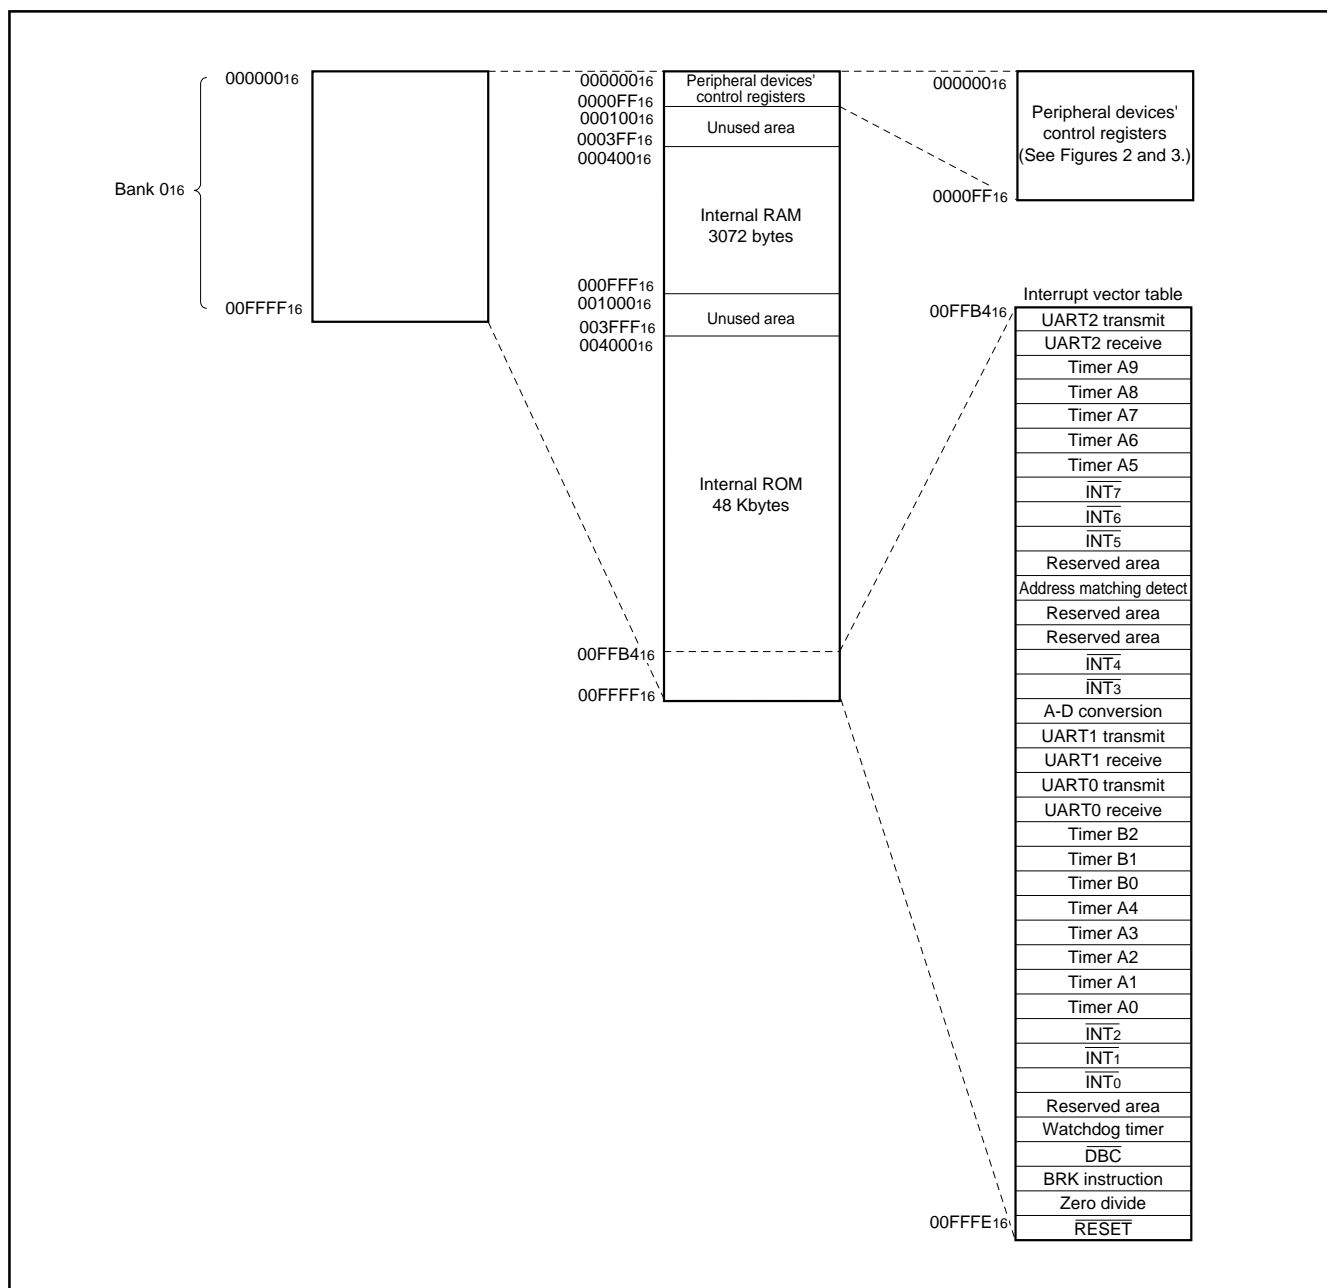 Bank 016
00000016
00FFFF16
00000016
Peripheral devices'
control registers
0000FF16
00010016
Unused area
0003FF16
00040016
Internal RAM
3072 bytes
000FFF16
00100016
Unused area
003FFF16
00400016
Internal ROM
48 Kbytes
00FFB416
00FFFF16
00000016
Peripheral devices'
control registers
(See Figures 2 and 3.)
0000FF16
Interrupt vector table
00FFB416
UART2 transmit
UART2 receive
Timer A9
Timer A8
Timer A7
Timer A6
Timer A5
INT7
INT6
INT5
Reserved area
Address matching detect
Reserved area
Reserved area
INT4
INT3
A-D conversion
UART1 transmit
UART1 receive
UART0 transmit
UART0 receive
Timer B2
Timer B1
Timer B0
Timer A4
Timer A3
Timer A2
Timer A1
Timer A0
INT2
INT1
INT0
Reserved area
Watchdog timer
DBC
BRK instruction
Zero divide
00FFFE16
RESET